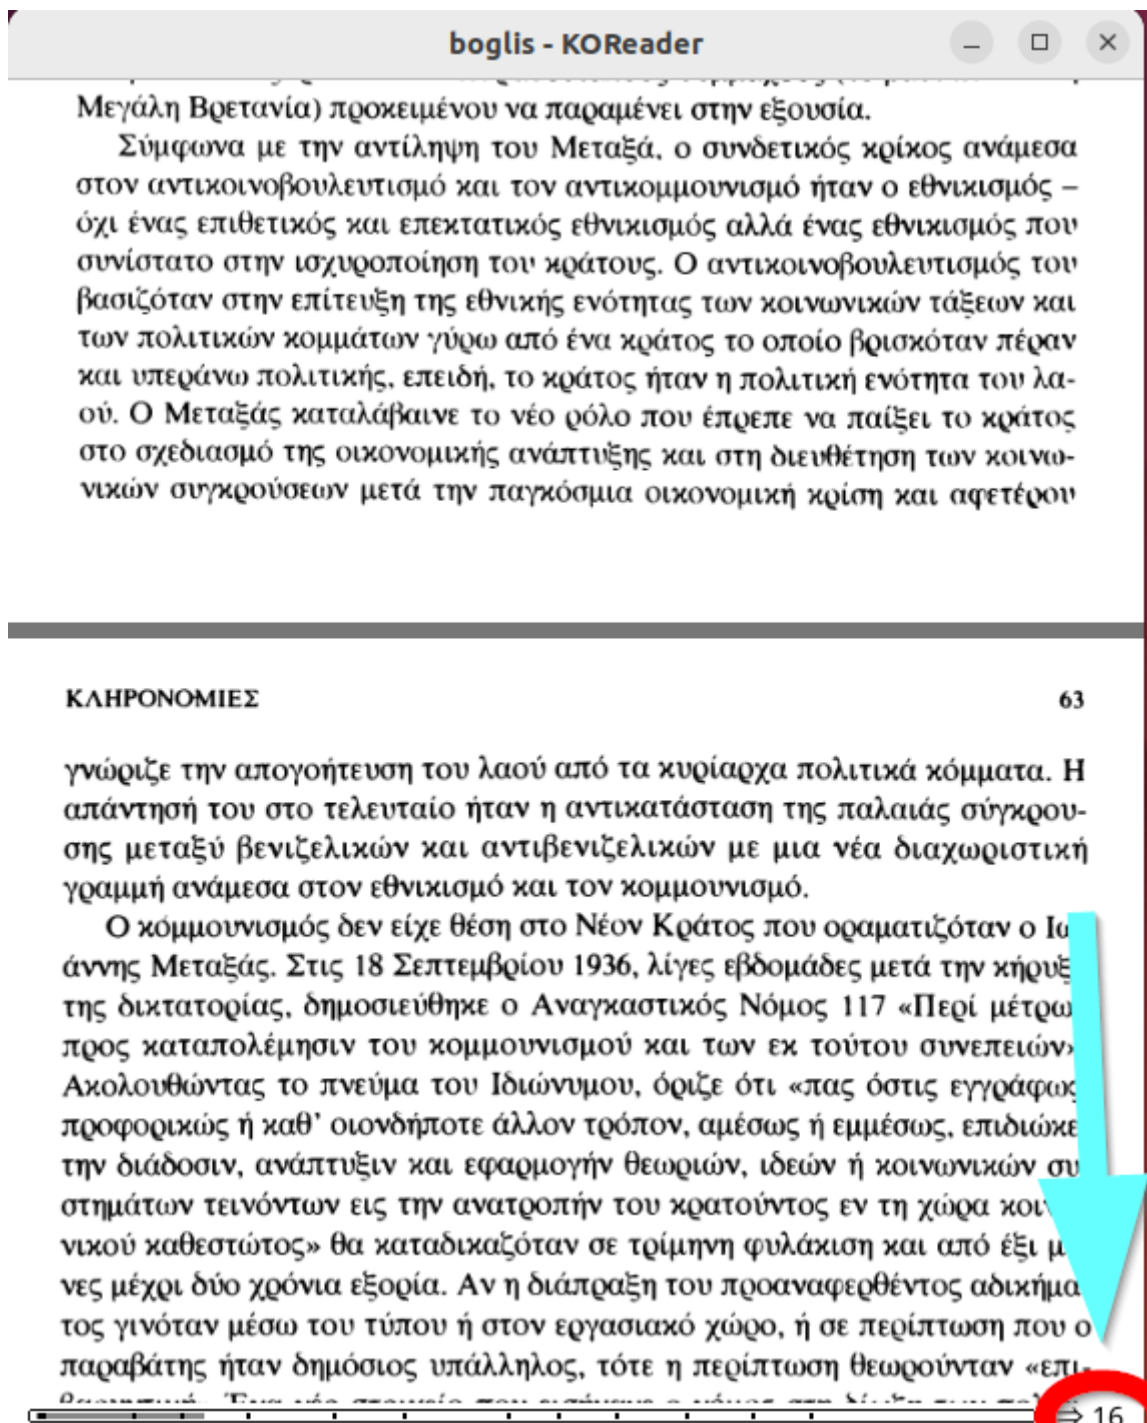 boglis - KOReader
Μεγάλη Βρετανία) προκειμένου να παραμένει στην εξουσία.
Σύμφωνα με την αντίληψη του Μεταξά, ο συνδετικός κρίκος ανάμεσα
στον αντικοινοβουλευτισμό και τον αντικομμουνισμό ήταν ο εθνικισμός –
όχι ένας επιθετικός και επεκτατικός εθνικισμός αλλά ένας εθνικισμός που
συνίστατο στην ισχυροποίηση του κράτους. Ο αντικοινοβουλευτισμός του
βασιζόταν στην επίτευξη της εθνικής ενότητας των κοινωνικών τάξεων και
των πολιτικών κομμάτων γύρω από ένα κράτος το οποίο βρισκόταν πέραν
και υπεράνω πολιτικής, επειδή, το κράτος ήταν η πολιτική ενότητα του λα-
ού. Ο Μεταξάς καταλάβαινε το νέο ρόλο που έπρεπε να παίξει το κράτος
στο σχεδιασμό της οικονομικής ανάπτυξης και στη διευθέτηση των κοινω-
νικών συγκρούσεων μετά την παγκόσμια οικονομική κρίση και αφετέρου
ΚΛΗΡΟΝΟΜΙΕΣ 63
γνώριζε την απογοήτευση του λαού από τα κυρίαρχα πολιτικά κόμματα. Η
απάντησή του στο τελευταίο ήταν η αντικατάσταση της παλαιάς σύγκρου-
σης μεταξύ βενιζελικών και αντιβενιζελικών με μια νέα διαχωριστική
γραμμή ανάμεσα στον εθνικισμό και τον κομμουνισμό.
Ο κόμμουνισμός δεν είχε θέση στο Νέον Κράτος που οραματιζόταν ο Ιω
άννης Μεταξάς. Στις 18 Σεπτεμβρίου 1936, λίγες εβδομάδες μετά την κήρυξ
της δικτατορίας, δημοσιεύθηκε ο Αναγκαστικός Νόμος 117 «Περί μέτρω
προς καταπολέμησιν του κομμουνισμού και των εκ τούτου συνεπειών»
Ακολουθώντας το πνεύμα του Ιδιώνυμου, όριζε ότι «πας όστις εγγράφως
προφορικώς ή καθ' οιονδήποτε άλλον τρόπον, αμέσως ή εμμέσως, επιδιώκε
την διάδοσιν, ανάπτυξιν και εφαρμογήν θεωριών, ιδεών ή κοινωνικών συ
στημάτων τεινόντων εις την ανατροπήν του κρατούντος εν τη χώρα κοι
νικού καθεστώτος» θα καταδικαζόταν σε τρίμηνη φυλάκιση και από έξι μ
νες μέχρι δύο χρόνια εξορία. Αν η διάπραξη του προαναφερθέντος αδικήμα
τος γινόταν μέσω του τύπου ή στον εργασιακό χώρο, ή σε περίπτωση που ο
παραβάτης ήταν δημόσιος υπάλληλος, τότε η περίπτωση θεωρούνταν «επι-
⇒ 16